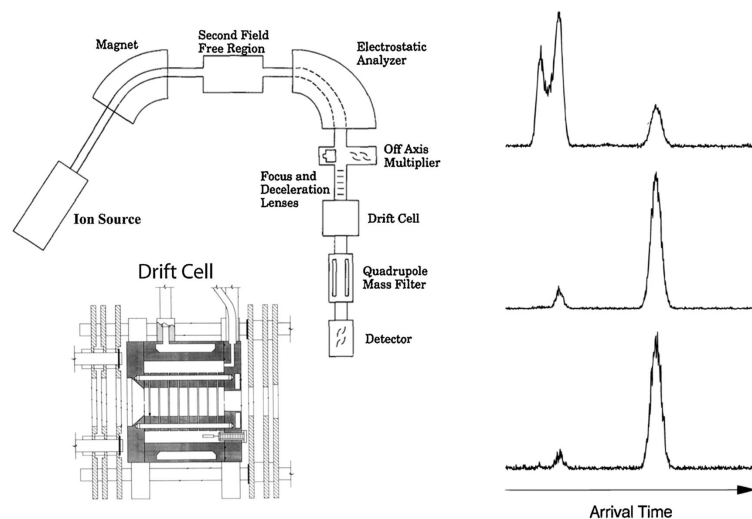 Magnet
Second Field
Free Region
Electrostatic
Analyzer
Off Axis
Multiplier
Focus and
Deceleration
Lenses
Ion Source
Drift Cell
Drift Cell
Quadrupole
Mass Filter
Detector
Arrival Time